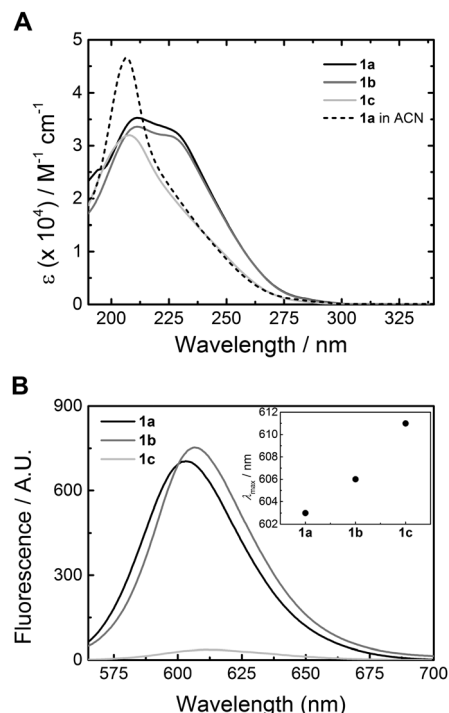 A
5
4
3
2
1
0
ε (x 10⁴) / M⁻¹ cm⁻¹
1a
1b
1c
1a in ACN
200 225 250 275 300 325
Wavelength / nm
B
900
600
300
0
Fluorescence / A.U.
1a
1b
1c
612
610
608
606
604
602
λmax / nm
1a 1b 1c
575 600 625 650 675 700
Wavelength (nm)